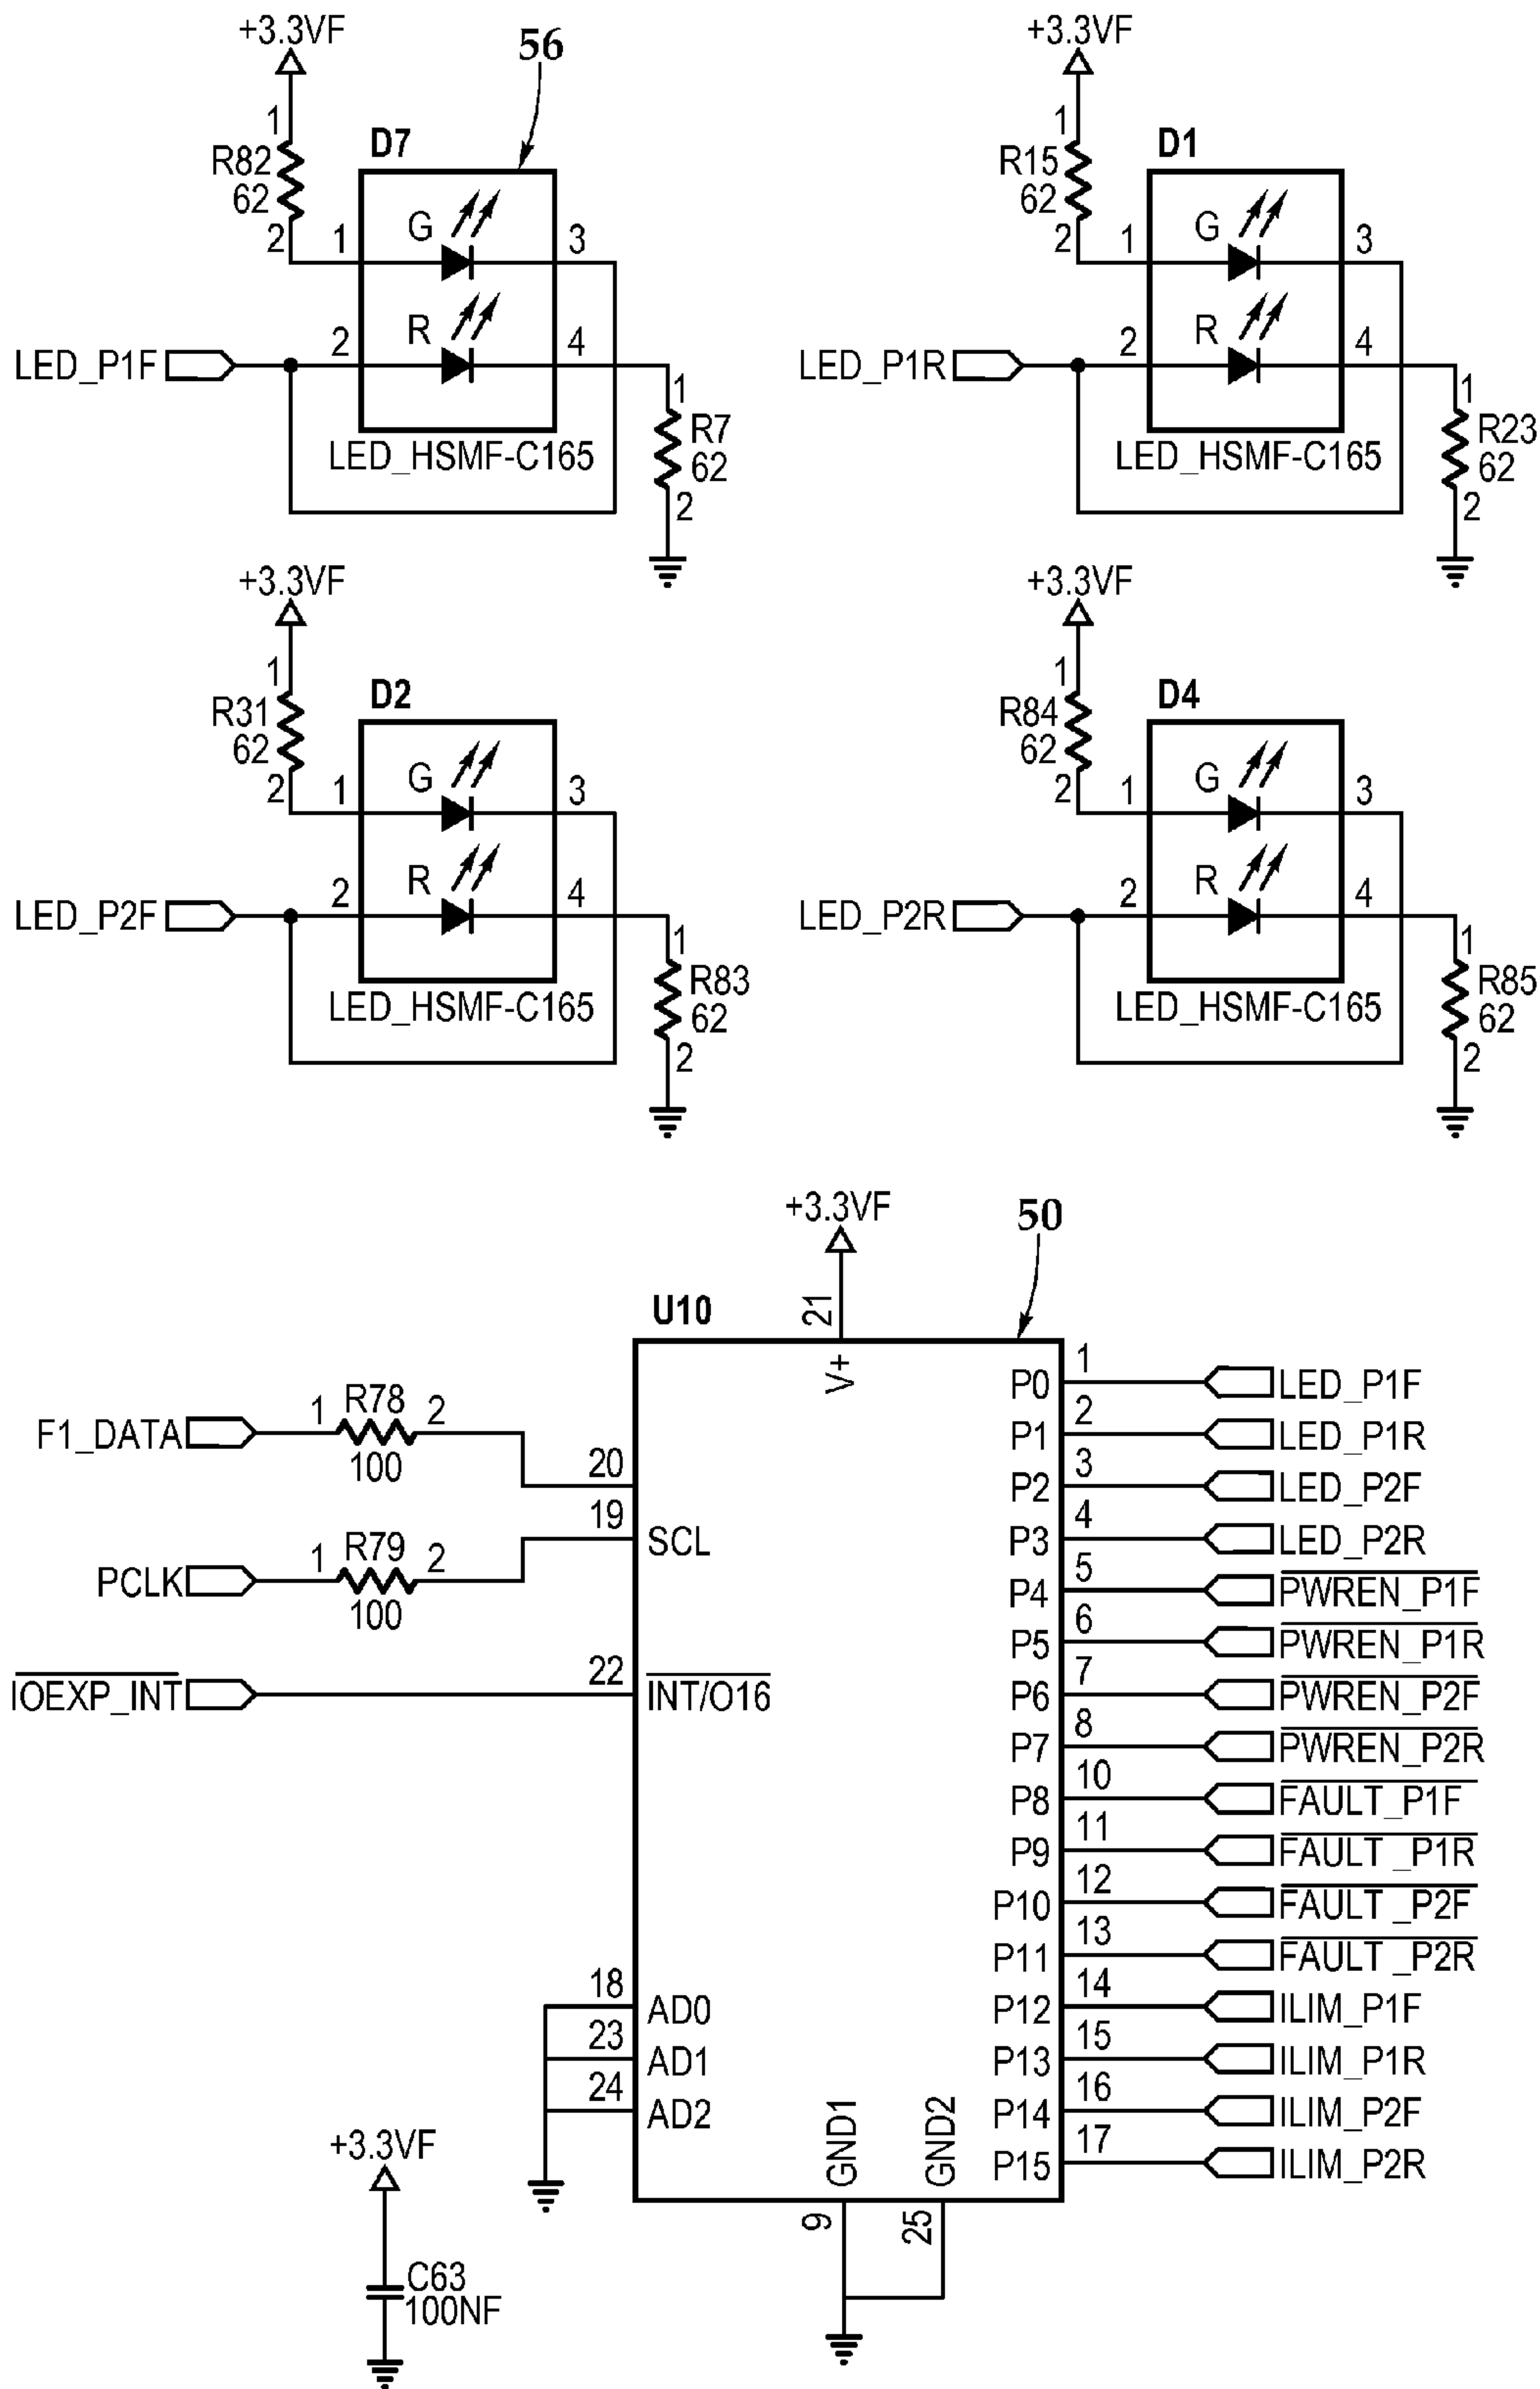 +3.3VF
56
+3.3VF
1
D7
1
D1
R82
62
R15
62
2
1
G
3
2
1
G
3
LED_P1F
2
R
4
LED_P1R
2
R
4
1
R7
62
1
R23
62
LED_HSMF-C165
LED_HSMF-C165
2
2
+3.3VF
+3.3VF
1
D2
1
D4
R31
62
R84
62
2
1
G
3
2
1
G
3
LED_P2F
2
R
4
LED_P2R
2
R
4
1
R83
62
1
R85
62
LED_HSMF-C165
LED_HSMF-C165
2
2
+3.3VF
50
U10
21
V+
F1_DATA
1
R78
2
100
20
PCLK
1
R79
2
100
19
SCL
IOEXP_INT
22
INT/O16
18
AD0
23
AD1
24
AD2
P0
1
LED_P1F
P1
2
LED_P1R
P2
3
LED_P2F
P3
4
LED_P2R
P4
5
PWREN_P1F
P5
6
PWREN_P1R
P6
7
PWREN_P2F
P7
8
PWREN_P2R
P8
10
FAULT_P1F
P9
11
FAULT _P1R
P10
12
FAULT _P2F
P11
13
FAULT _P2R
P12
14
ILIM_P1F
P13
15
ILIM_P1R
P14
16
ILIM_P2F
P15
17
ILIM_P2R
GND1
GND2
9
25
+3.3VF
C63
100NF